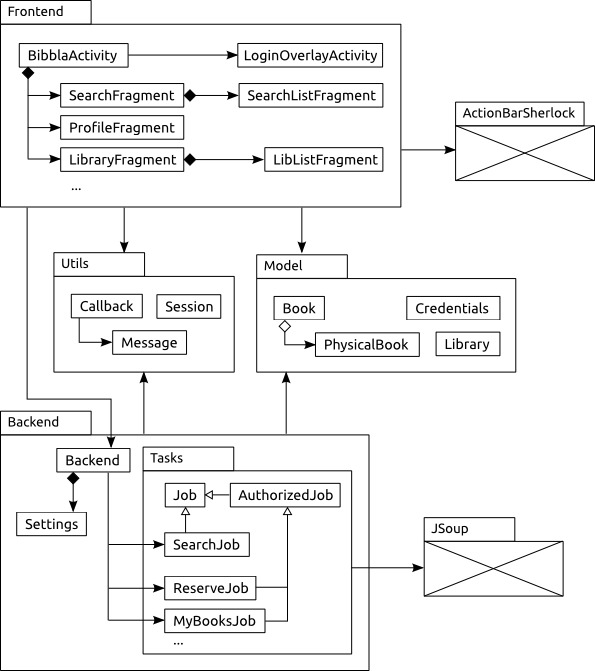 Frontend
BibblaActivity
LoginOverlayActivity
SearchFragment
SearchListFragment
ProfileFragment
LibraryFragment
LibListFragment
...
ActionBarSherlock
Utils
Callback
Session
Message
Model
Book
Credentials
PhysicalBook
Library
Backend
Backend
Settings
Tasks
Job
AuthorizedJob
SearchJob
ReserveJob
MyBooksJob
...
JSoup